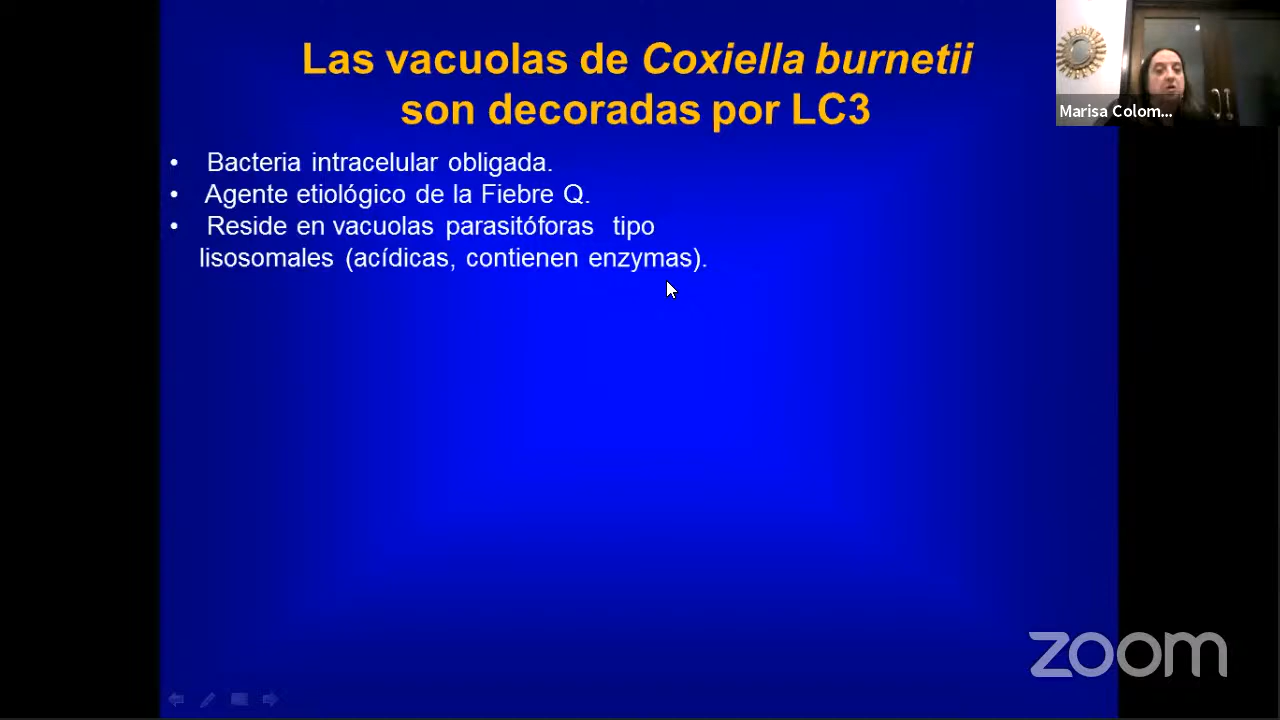 Las vacuolas de Coxiella burnetii
son decoradas por LC3
• Bacteria intracelular obligada.
• Agente etiológico de la Fiebre Q.
• Reside en vacuolas parasitóforas tipo
lisosomales (acídicas, contienen enzymas).
Marisa Colom...
zoom